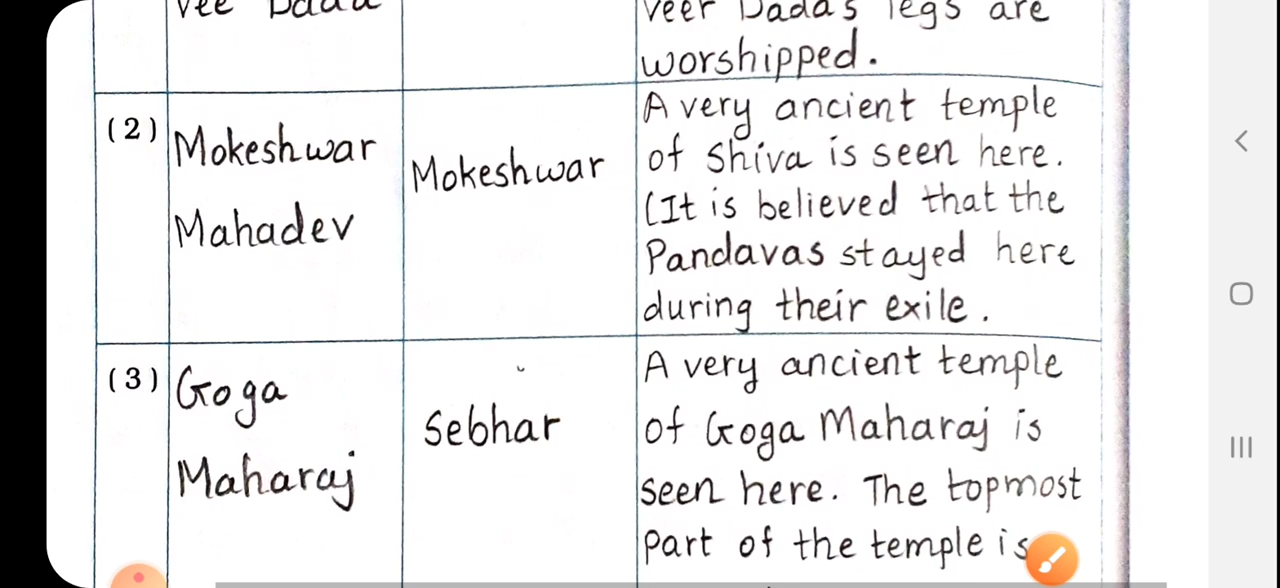 Vee Dada
Veer Dada's legs are
worshipped.
(2)
Mokeshwar
Mahadev
Mokeshwar
A very ancient temple
of Shiva is seen here.
(It is believed that the
Pandavas stayed here
during their exile.
(3)
Goga
Maharaj
Sebhar
A very ancient temple
of Goga Maharaj is
seen here. The topmost
part of the temple is